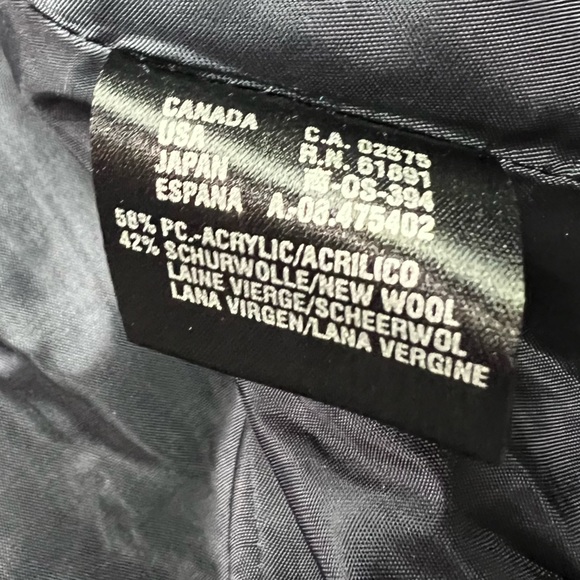 CANADA C.A. 02575
USA R.N. 61891
JAPAN OS-394
ESPANA A.-08.475402
58% PC.-ACRYLIC/ACRILICO
42% SCHURWOLLE/NEW WOOL
LAINE VIERGE/SCHEERWOL
LANA VIRGEN/LANA VERGINE